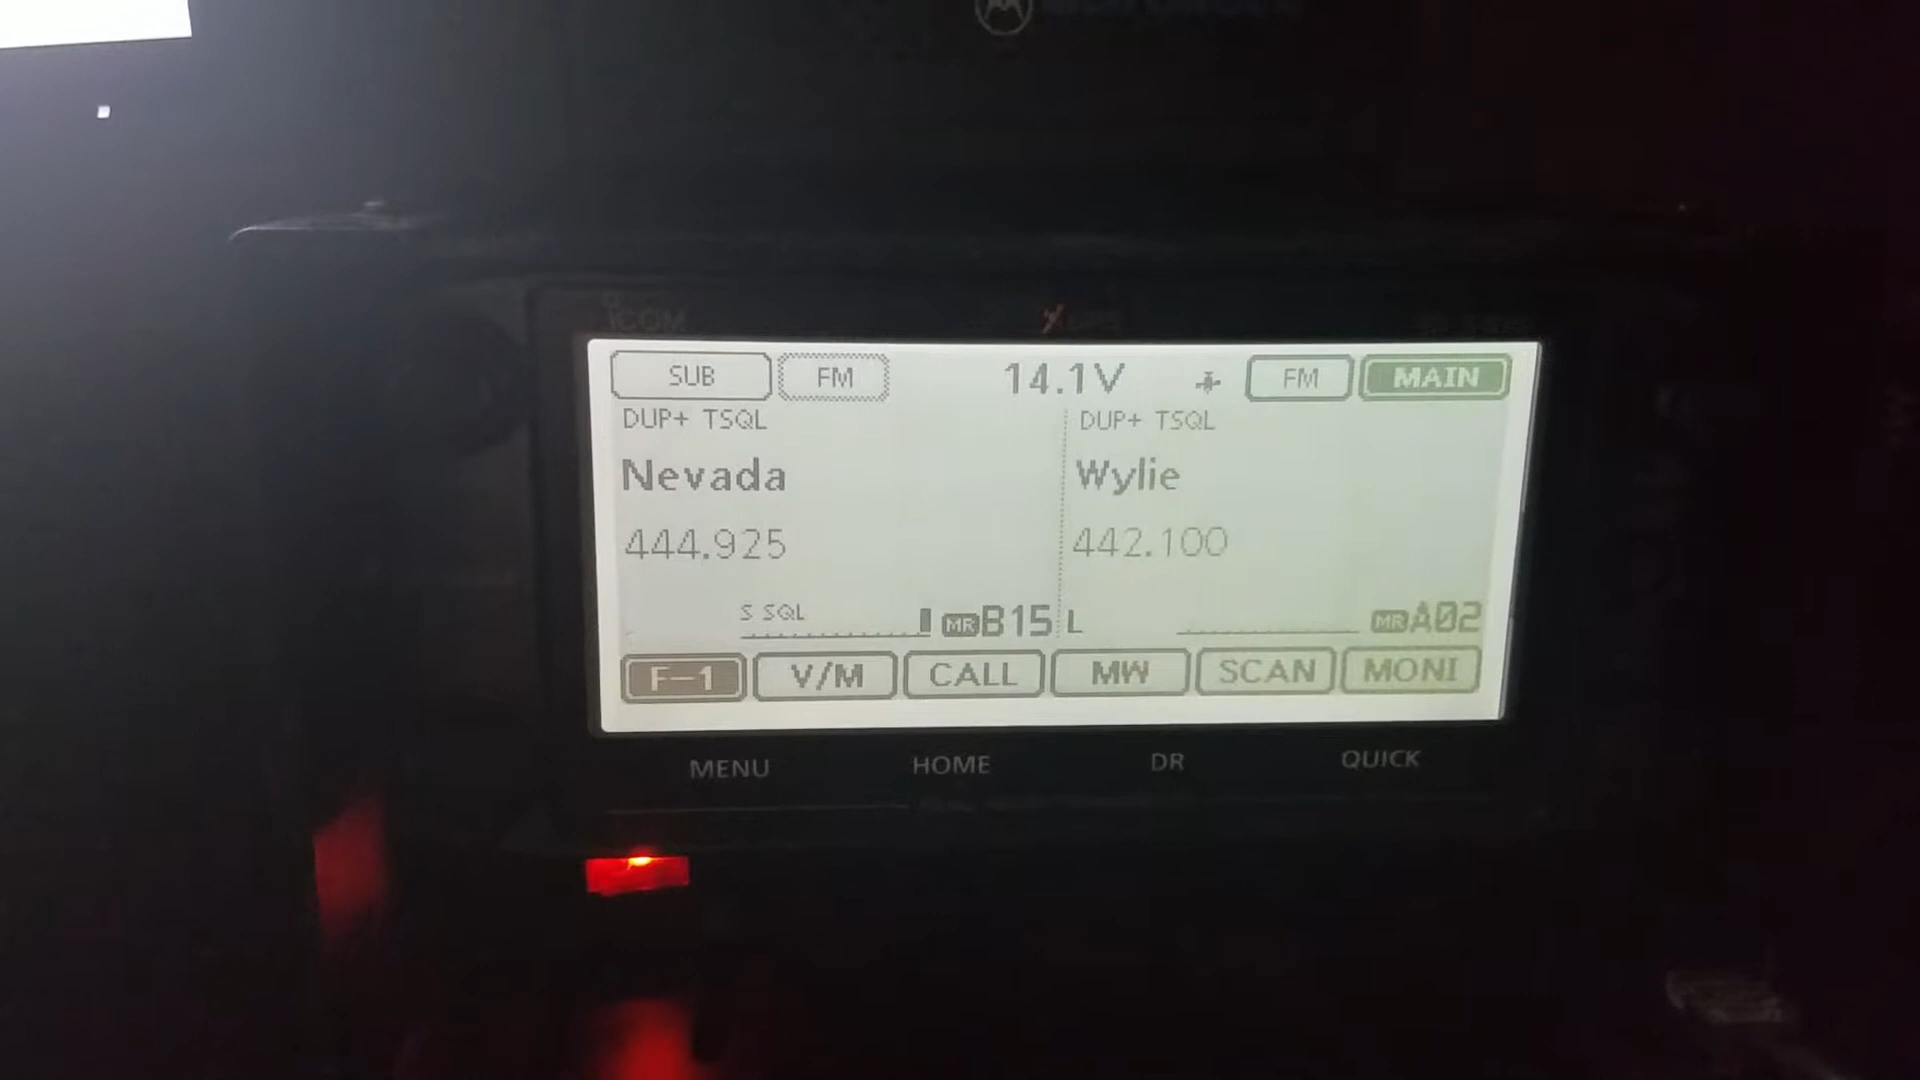 ICOM
SUB FM 14.1V FM MAIN
DUP+ TSQL DUP+ TSQL
Nevada Wylie
444.925 442.100
S SQL MR B15 L MR A02
F-1 V/M CALL MW SCAN MONI
MENU HOME DR QUICK